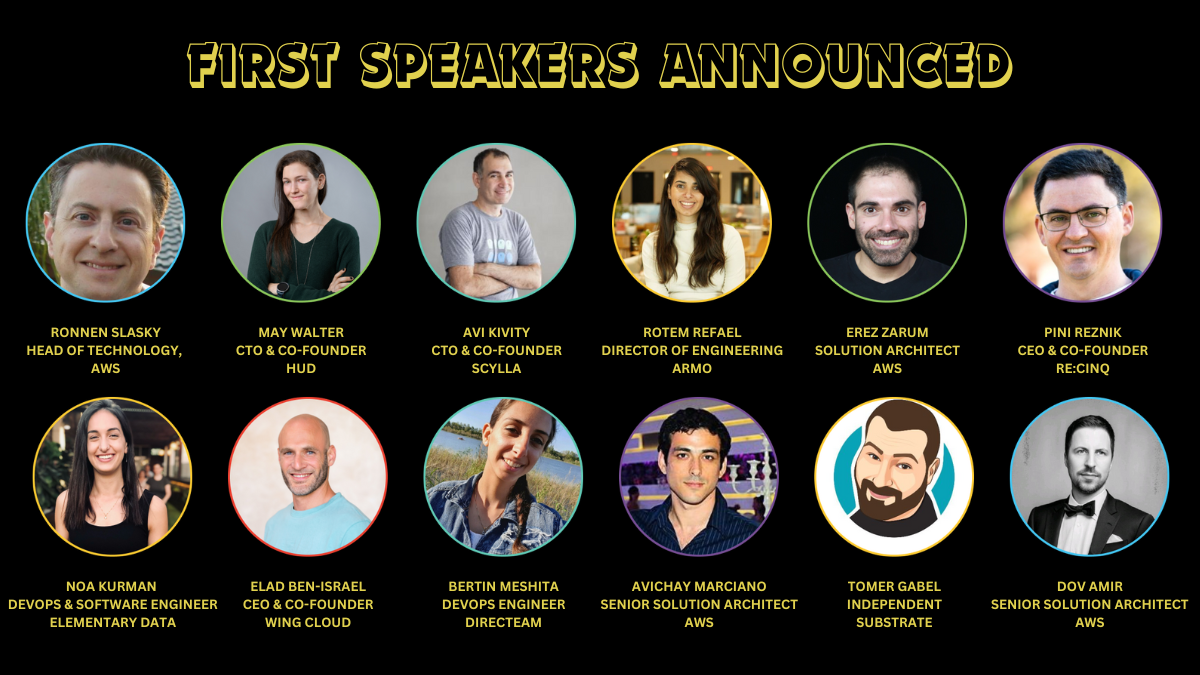 FIRST SPEAKERS ANNOUNCED
RONNEN SLASKY
HEAD OF TECHNOLOGY,
AWS
MAY WALTER
CTO & CO-FOUNDER
HUD
AVI KIVITY
CTO & CO-FOUNDER
SCYLLA
ROTEM REFAEL
DIRECTOR OF ENGINEERING
ARMO
EREZ ZARUM
SOLUTION ARCHITECT
AWS
PINI REZNIK
CEO & CO-FOUNDER
RE:CINQ
NOA KURMAN
DEVOPS & SOFTWARE ENGINEER
ELEMENTARY DATA
ELAD BEN-ISRAEL
CEO & CO-FOUNDER
WING CLOUD
BERTIN MESHITA
DEVOPS ENGINEER
DIRECTEAM
AVICHAY MARCIANO
SENIOR SOLUTION ARCHITECT
AWS
TOMER GABEL
INDEPENDENT
SUBSTRATE
DOV AMIR
SENIOR SOLUTION ARCHITECT
AWS